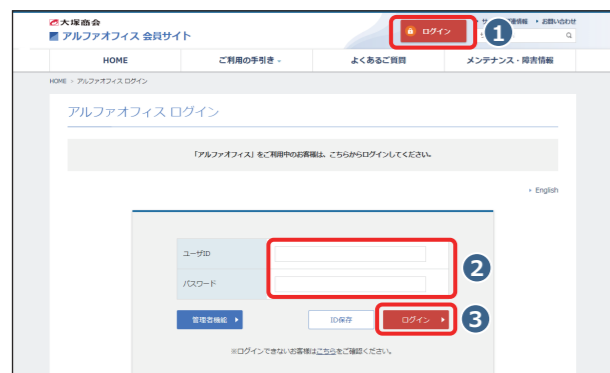 大塚商会
アルファオフィス 会員サイト
ログイン
1
お問い合わせ
HOME
ご利用の手引き
よくあるご質問
メンテナンス・障害情報
HOME > アルファオフィス ログイン
アルファオフィス ログイン
「アルファオフィス」をご利用中のお客様は、こちらからログインしてください。
English
ユーザID
パスワード
2
管理者機能
ID保存
ログイン
3
※ログインできないお客様はこちらをご確認ください。